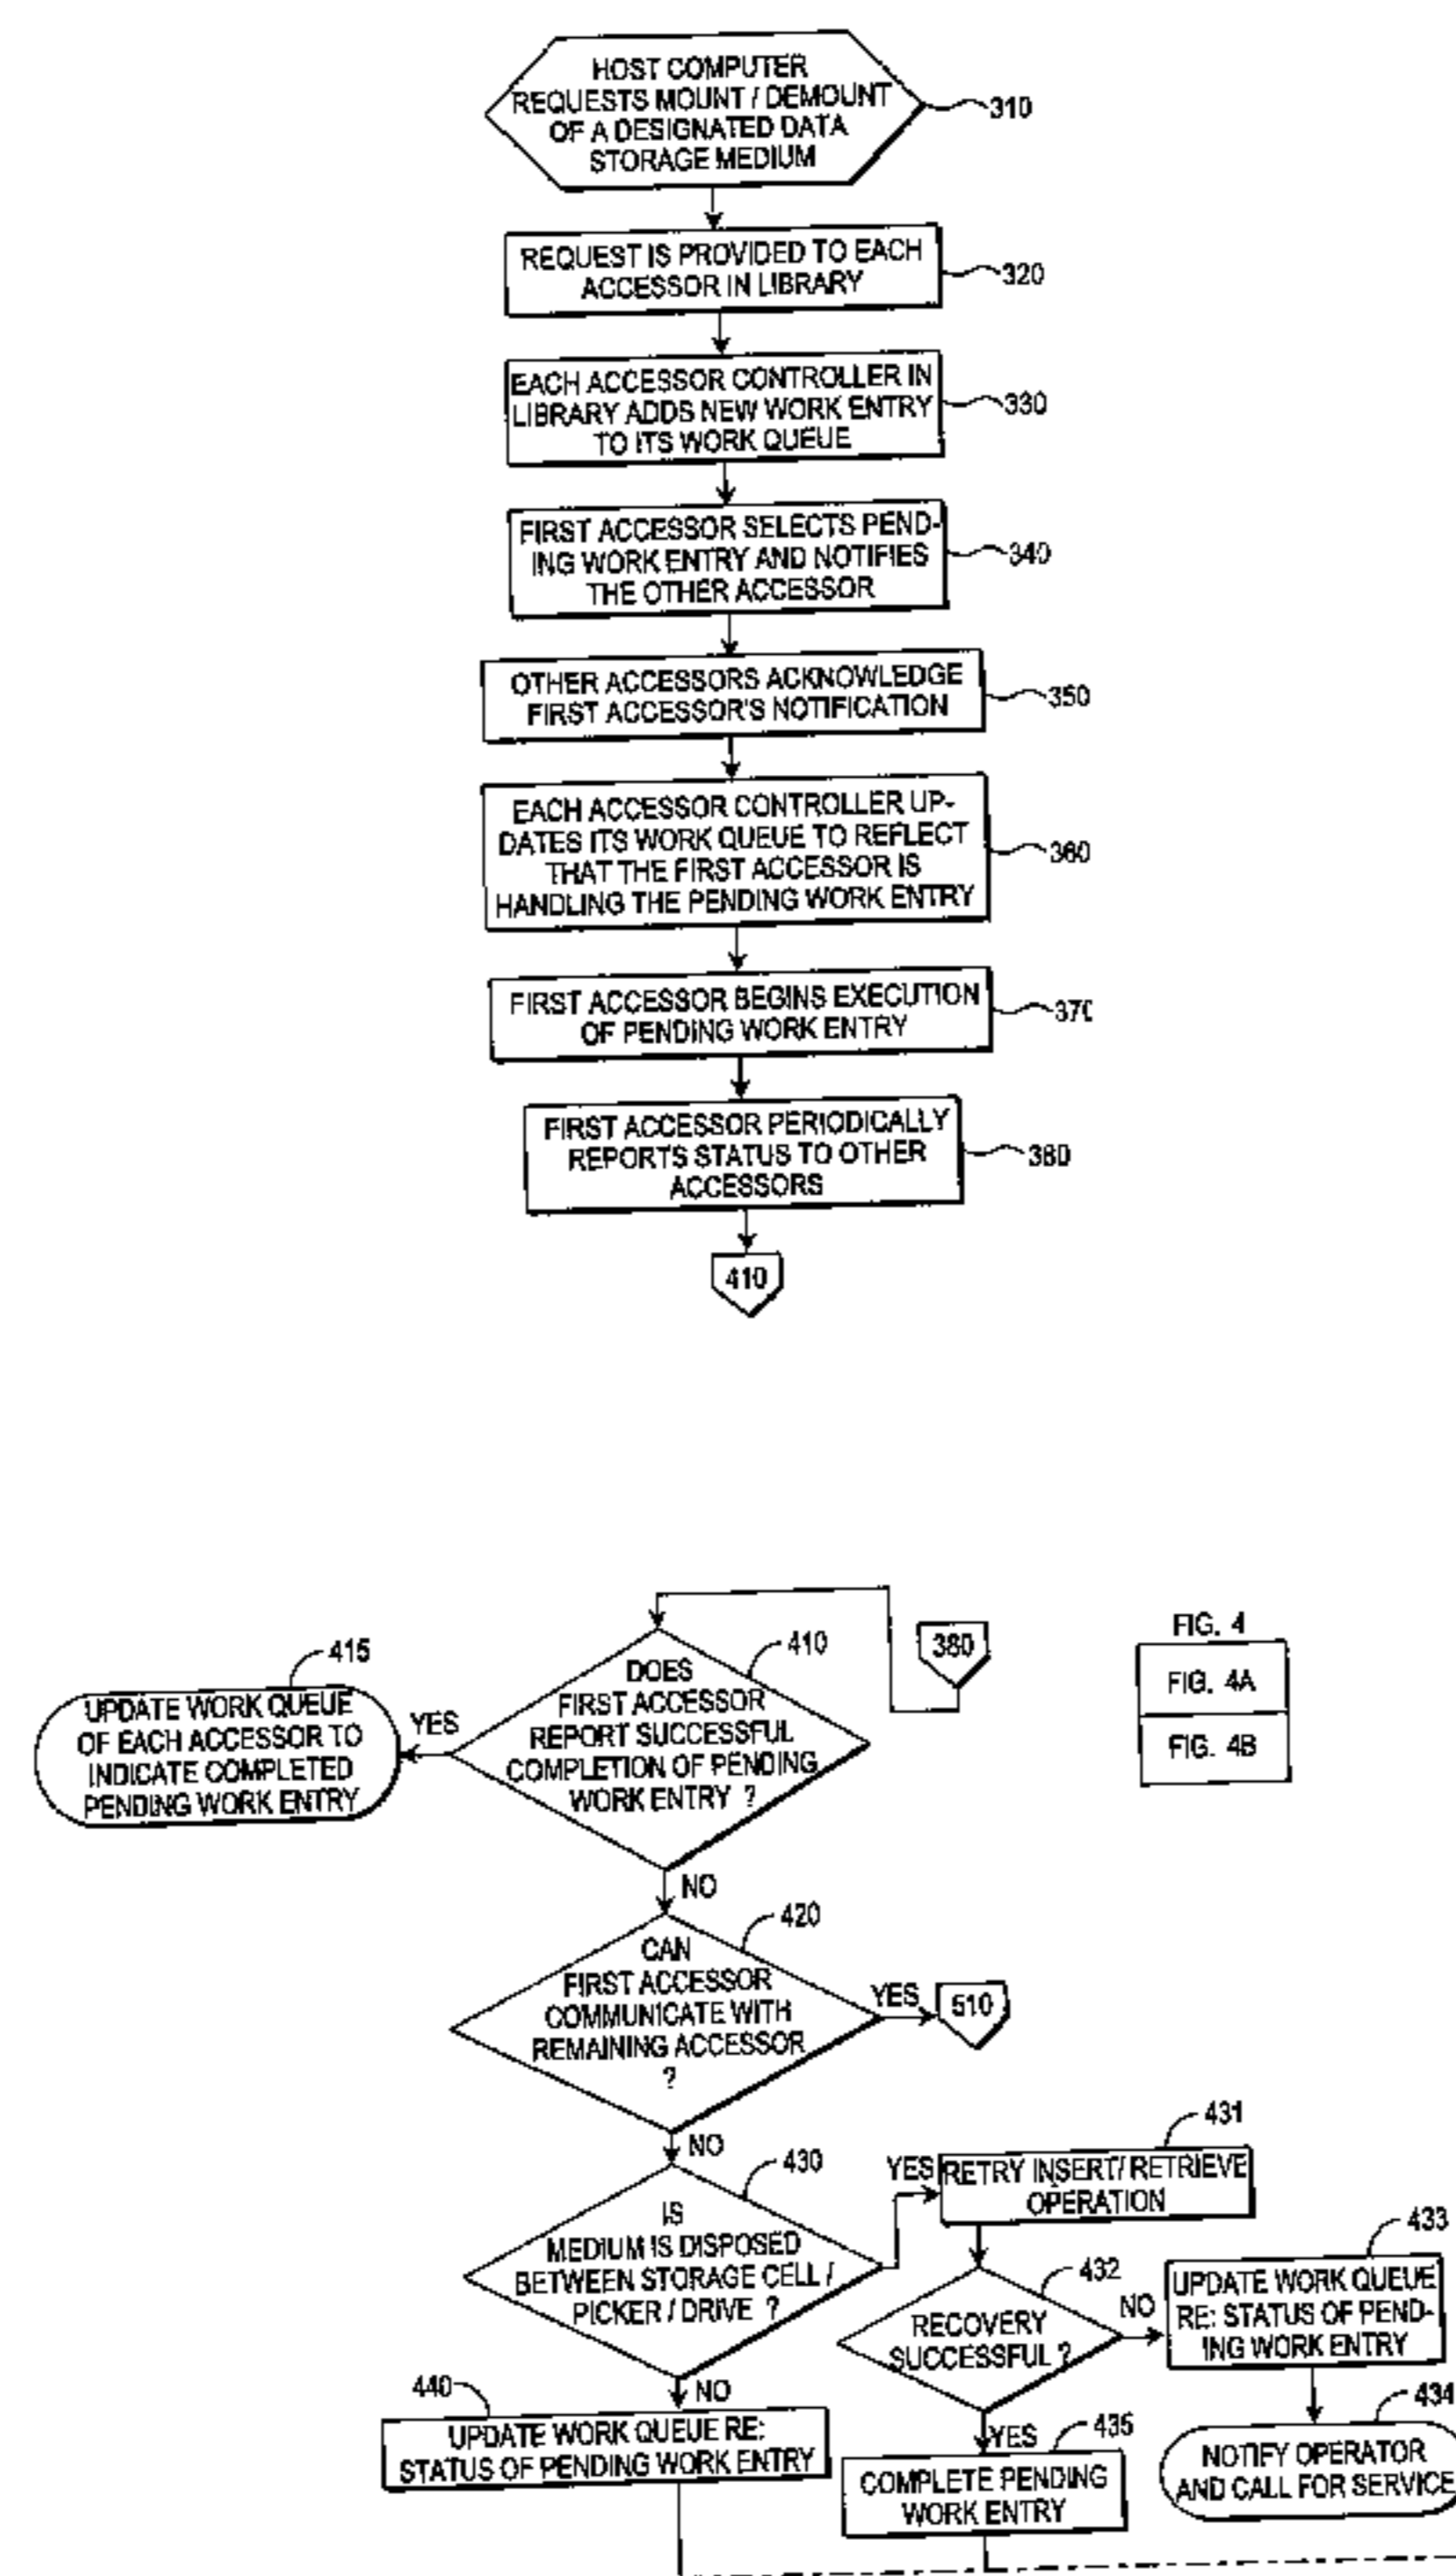 HOST COMPUTER
REQUESTS MOUNT / DEMOUNT
OF A DESIGNATED DATA
STORAGE MEDIUM
310
REQUEST IS PROVIDED TO EACH
ACCESSOR IN LIBRARY
320
EACH ACCESSOR CONTROLLER IN
LIBRARY ADDS NEW WORK ENTRY
TO ITS WORK QUEUE
330
FIRST ACCESSOR SELECTS PEND-
ING WORK ENTRY AND NOTIFIES
THE OTHER ACCESSOR
340
OTHER ACCESSORS ACKNOWLEDGE
FIRST ACCESSOR'S NOTIFICATION
350
EACH ACCESSOR CONTROLLER UP-
DATES ITS WORK QUEUE TO REFLECT
THAT THE FIRST ACCESSOR IS
HANDLING THE PENDING WORK ENTRY
360
FIRST ACCESSOR BEGINS EXECUTION
OF PENDING WORK ENTRY
370
FIRST ACCESSOR PERIODICALLY
REPORTS STATUS TO OTHER
ACCESSORS
380
410
380
FIG. 4
FIG. 4A
FIG. 4B
415
UPDATE WORK QUEUE
OF EACH ACCESSOR TO
INDICATE COMPLETED
PENDING WORK ENTRY
YES
410
DOES
FIRST ACCESSOR
REPORT SUCCESSFUL
COMPLETION OF PENDING
WORK ENTRY ?
NO
420
CAN
FIRST ACCESSOR
COMMUNICATE WITH
REMAINING ACCESSOR
?
YES
510
NO
430
IS
MEDIUM IS DISPOSED
BETWEEN STORAGE CELL /
PICKER / DRIVE ?
YES
431
RETRY INSERT/ RETRIEVE
OPERATION
432
RECOVERY
SUCCESSFUL ?
NO
433
UPDATE WORK QUEUE
RE: STATUS OF PEND-
ING WORK ENTRY
434
NOTIFY OPERATOR
AND CALL FOR SERVICE
NO
440
UPDATE WORK QUEUE RE:
STATUS OF PENDING WORK ENTRY
YES
435
COMPLETE PENDING
WORK ENTRY